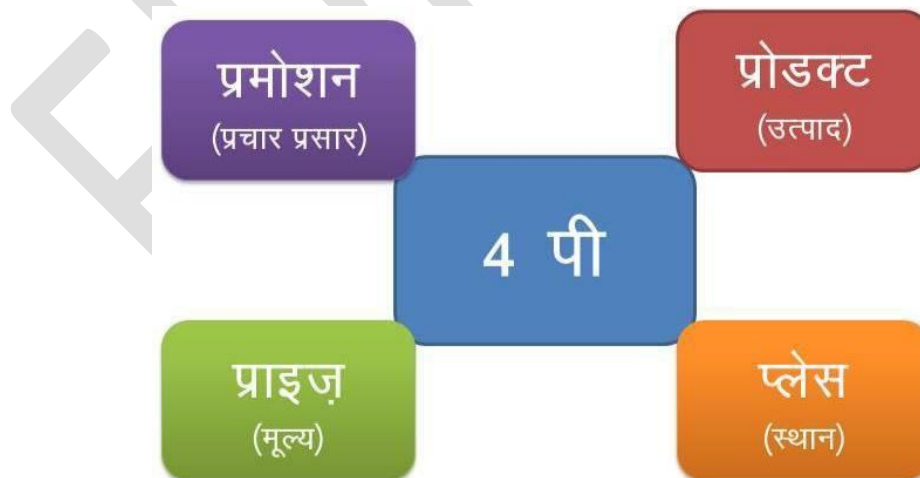 प्रमोशन
(प्रचार प्रसार)
प्रोडक्ट
(उत्पाद)
4 पी
प्राइज़
(मूल्य)
प्लेस
(स्थान)